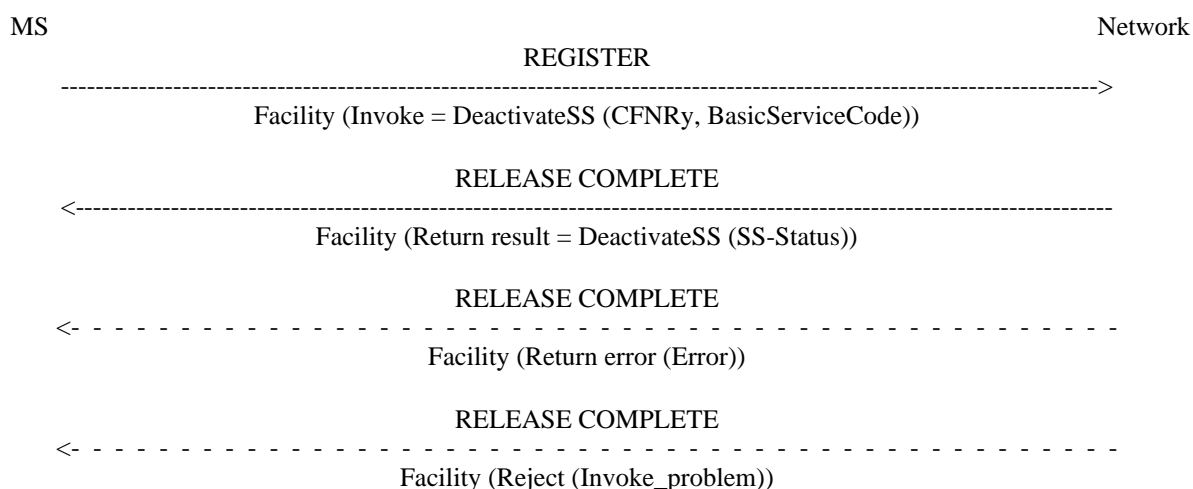 MS Network
REGISTER
Facility (Invoke = DeactivateSS (CFNRy, BasicServiceCode))
RELEASE COMPLETE
Facility (Return result = DeactivateSS (SS-Status))
RELEASE COMPLETE
Facility (Return error (Error))
RELEASE COMPLETE
Facility (Reject (Invoke_problem))